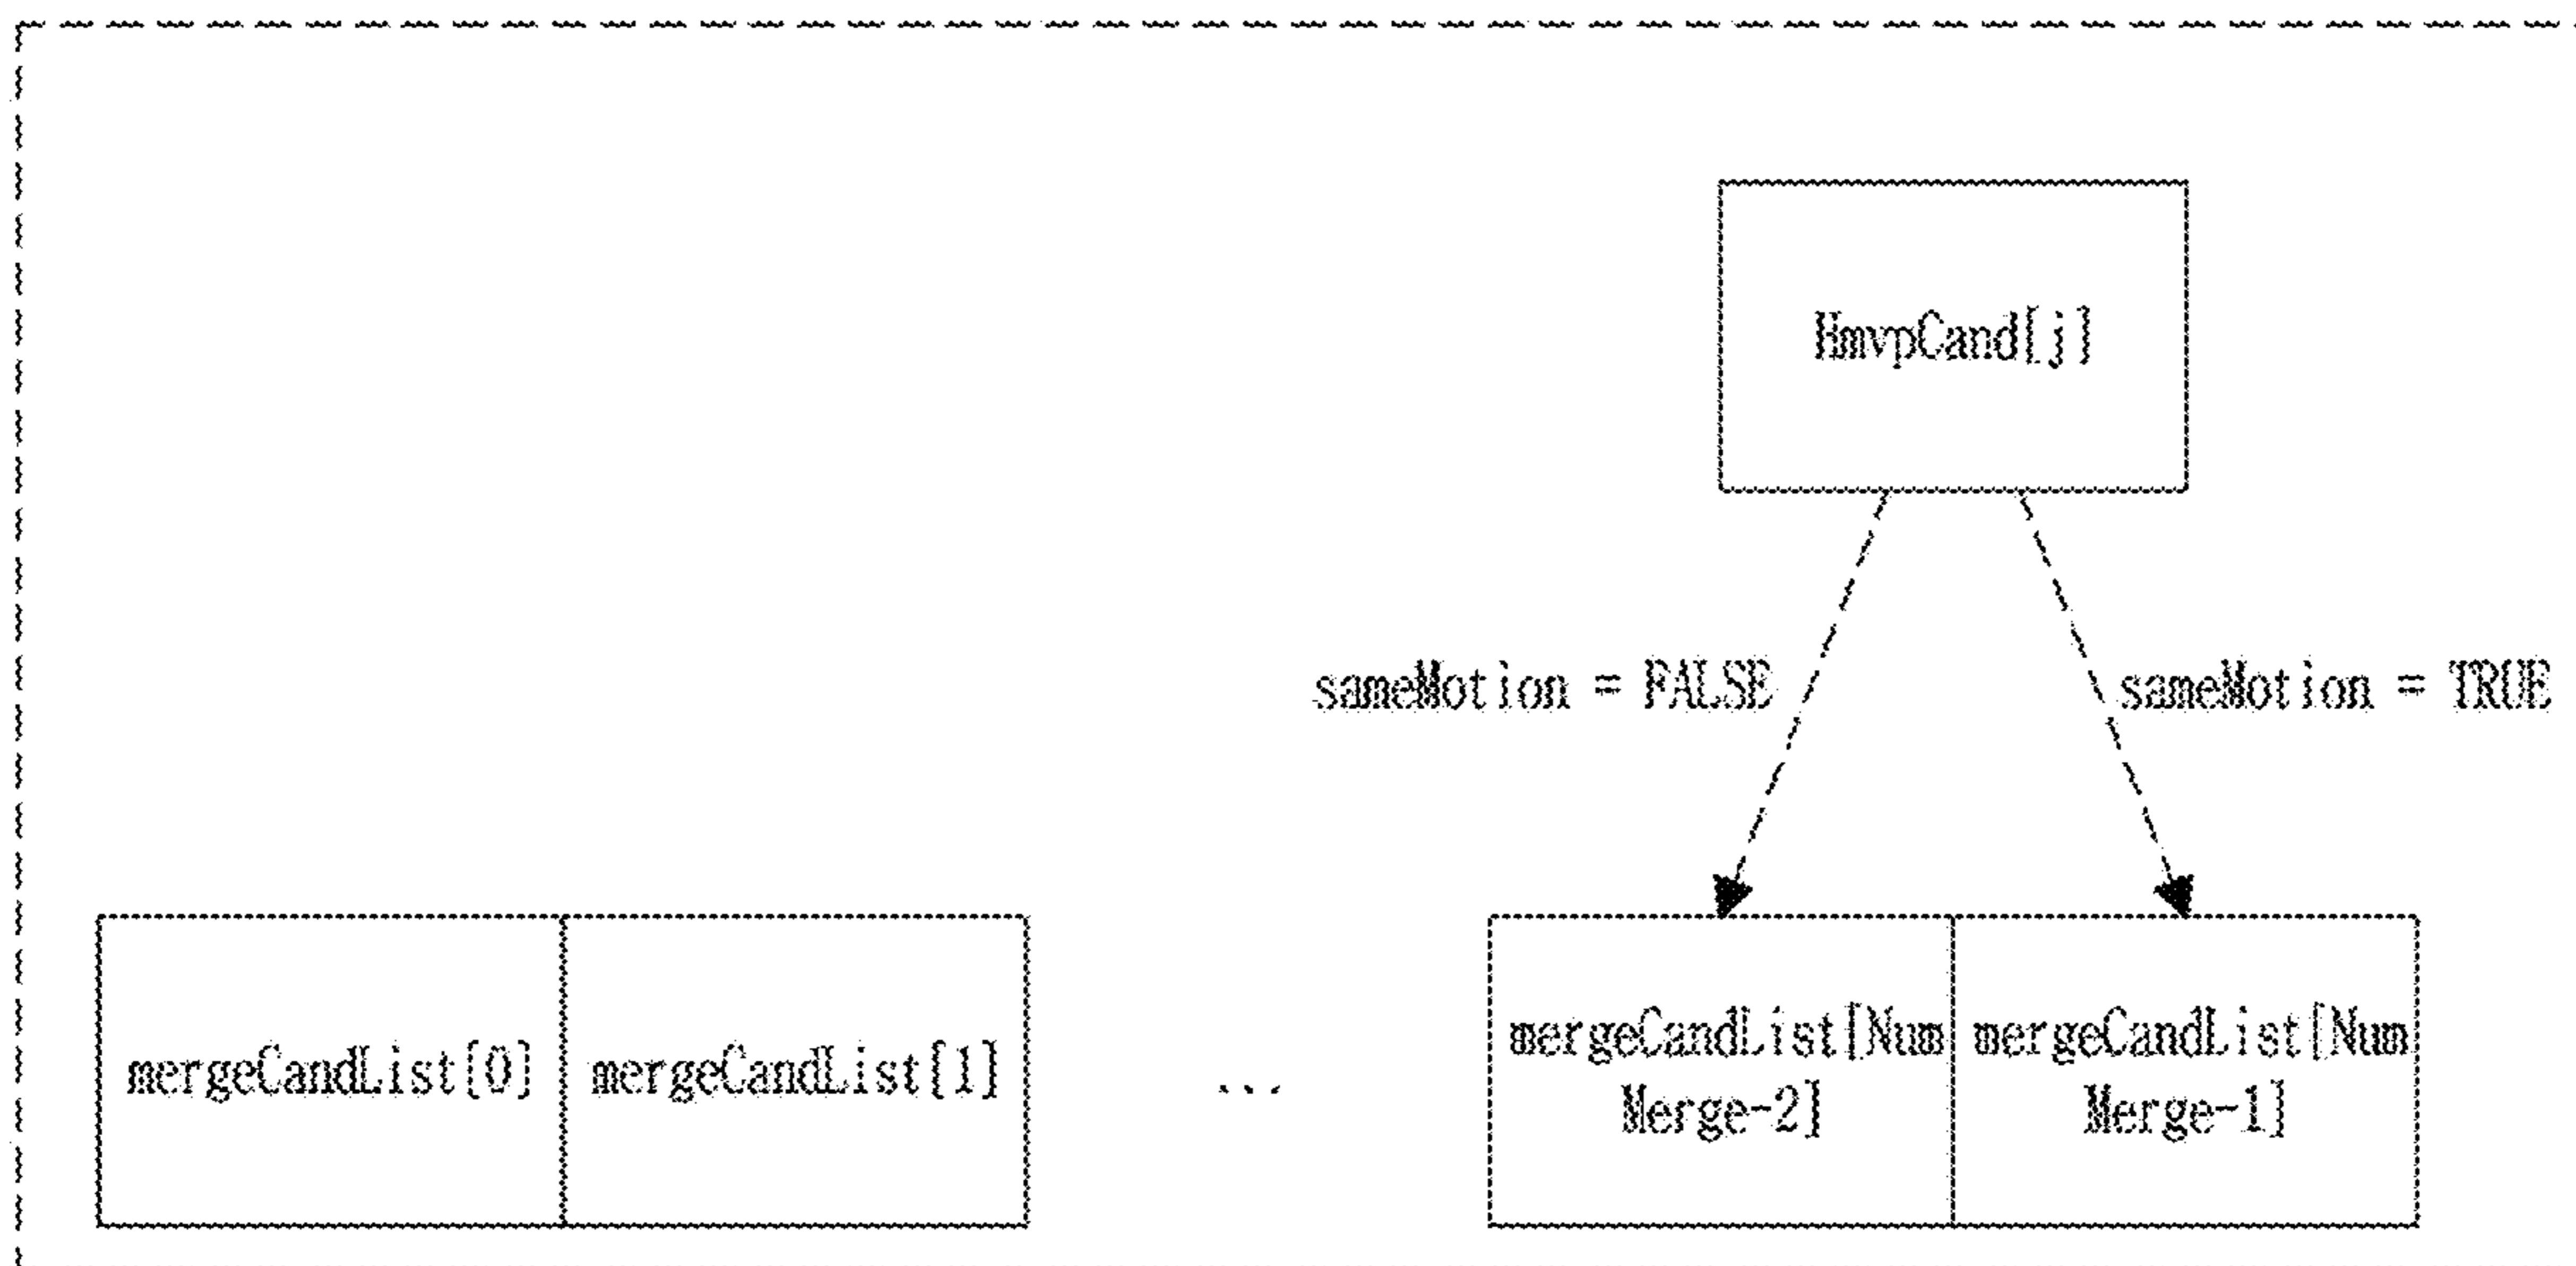 HmvpCand[j]
sameMotion = FALSE
sameMotion = TRUE
mergeCandList[0]
mergeCandList[1]
...
mergeCandList[Num
Merge-2]
mergeCandList[Num
Merge-1]